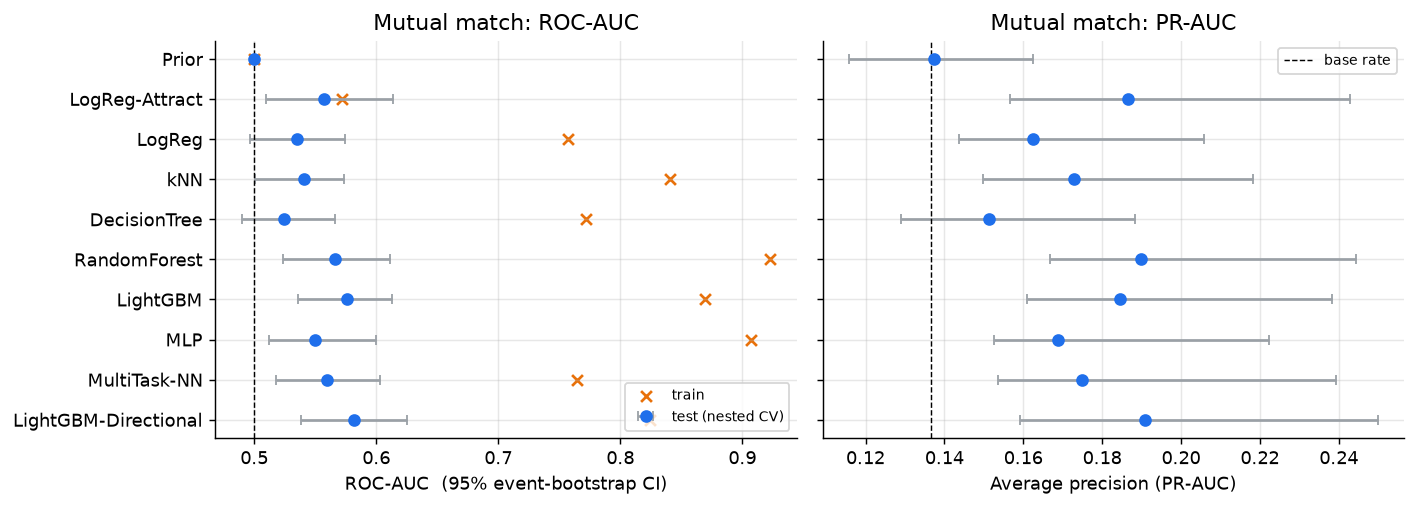 Mutual match: ROC-AUC
Prior
LogReg-Attract
LogReg
kNN
DecisionTree
RandomForest
LightGBM
MLP
MultiTask-NN
LightGBM-Directional
train
test (nested CV)
0.5 0.6 0.7 0.8 0.9
ROC-AUC (95% event-bootstrap CI)
Mutual match: PR-AUC
base rate
0.12 0.14 0.16 0.18 0.20 0.22 0.24
Average precision (PR-AUC)